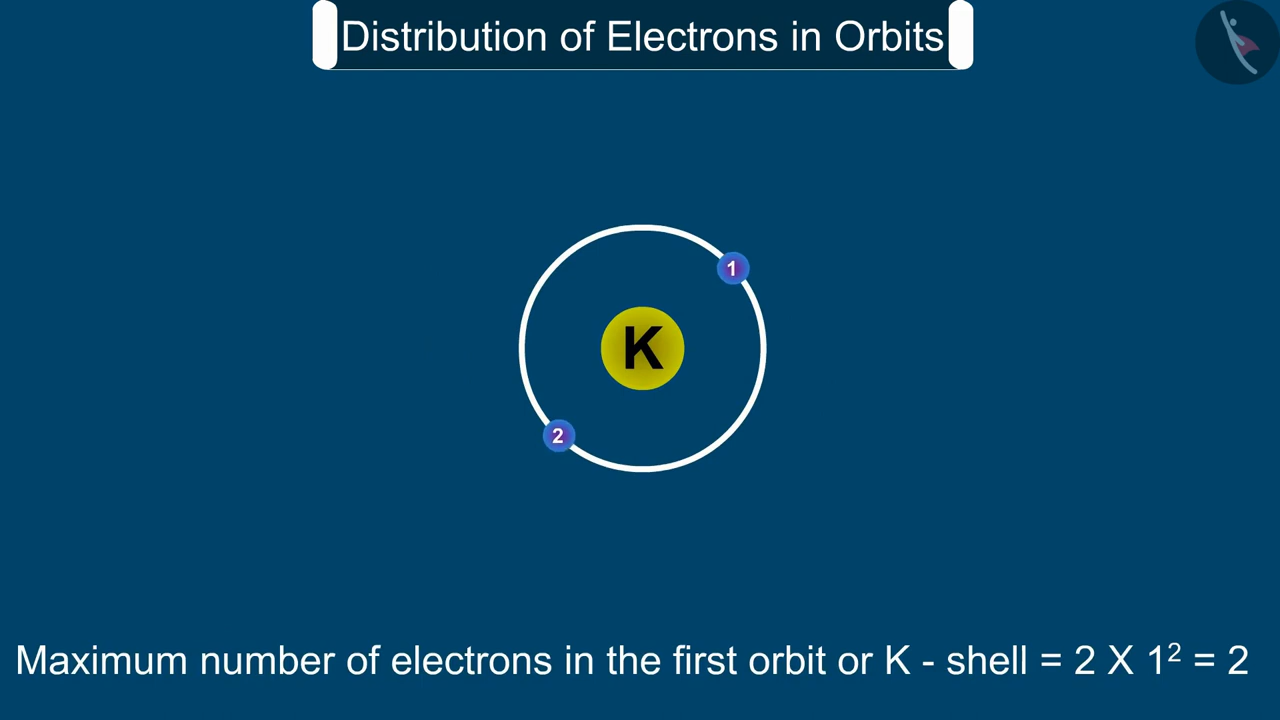 Distribution of Electrons in Orbits
1
K
2
Maximum number of electrons in the first orbit or K - shell = 2 X 1² = 2